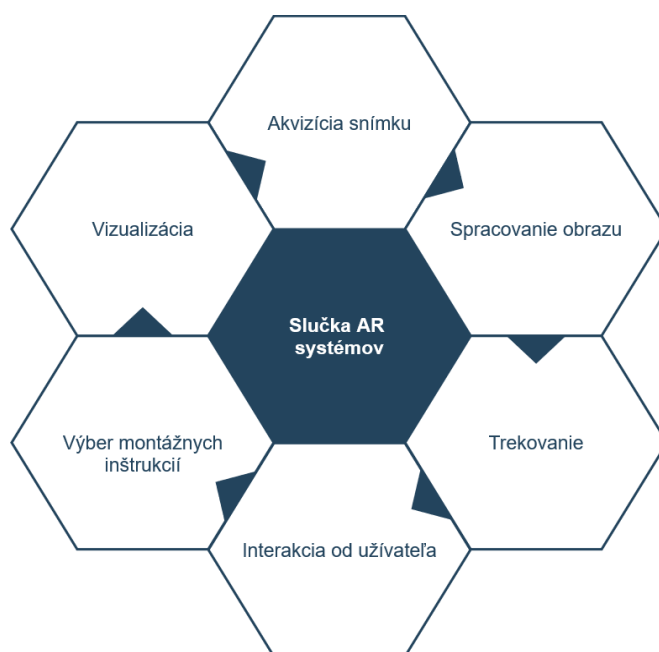 Akvizícia snímku
Vizualizácia
Spracovanie obrazu
Slučka AR
systémov
Výber montážnych
inštrukcií
Trekovanie
Interakcia od užívateľa